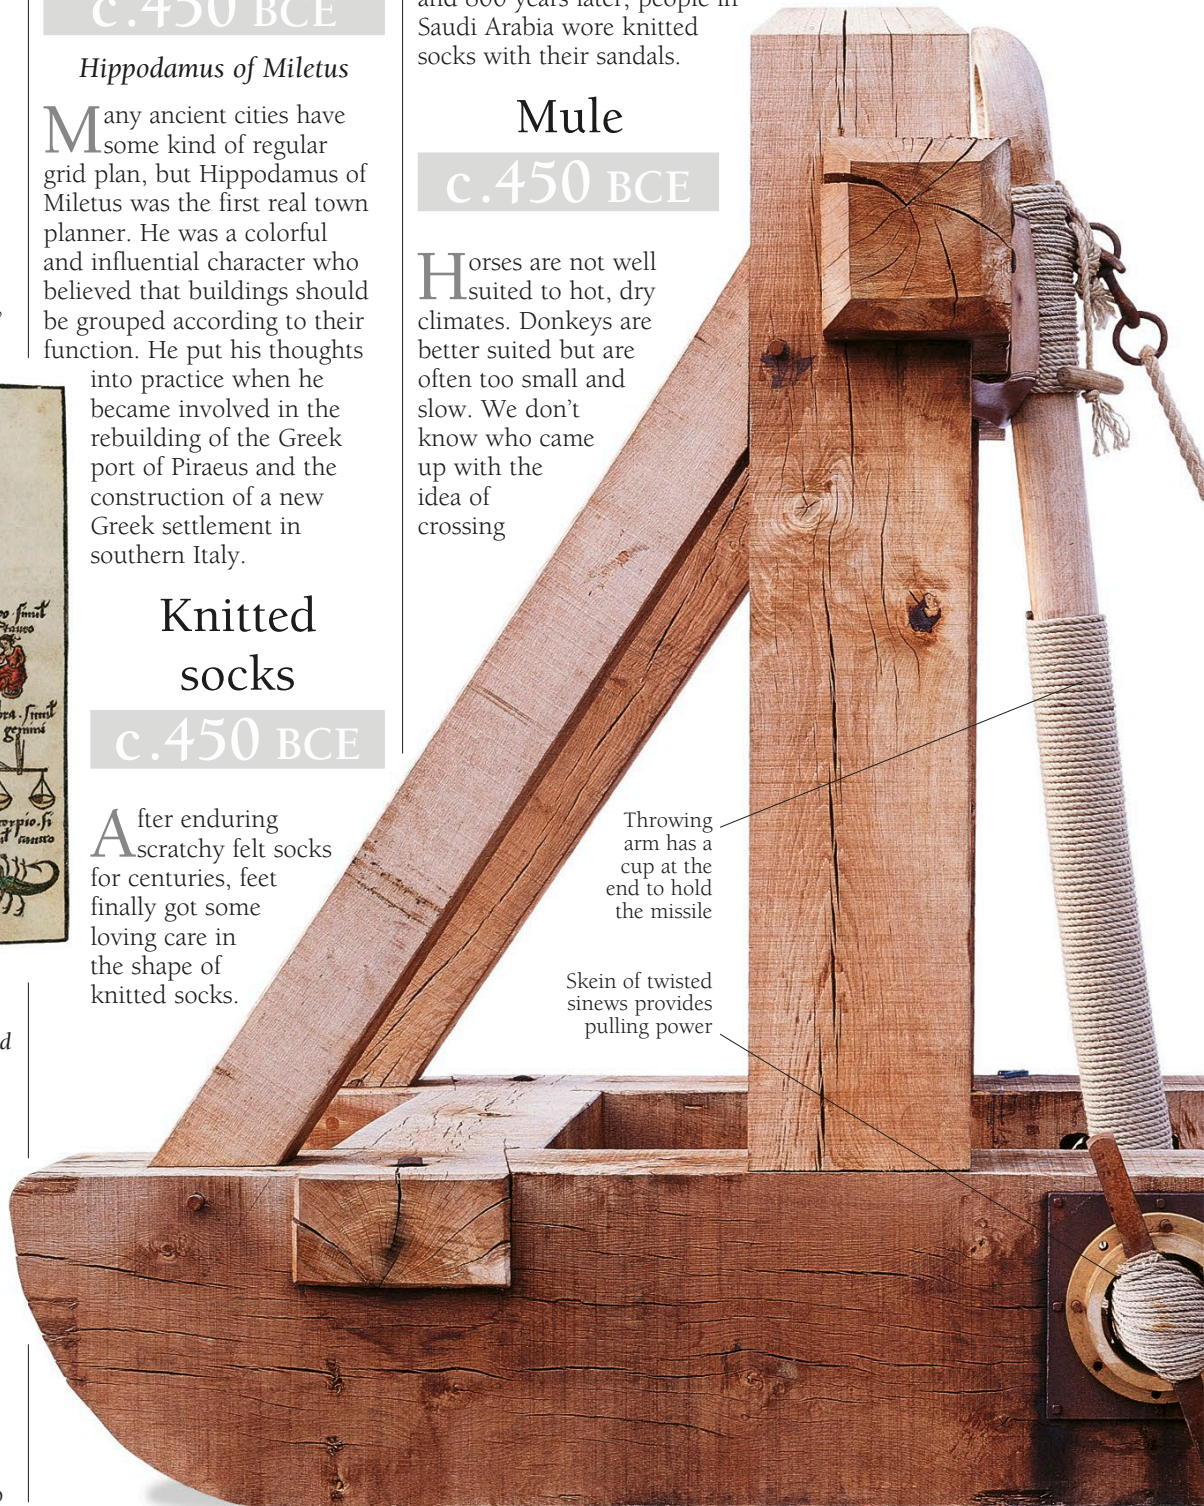 c.450 BCE
Hippodamus of Miletus
Many ancient cities have
some kind of regular
grid plan, but Hippodamus of
Miletus was the first real town
planner. He was a colorful
and influential character who
believed that buildings should
be grouped according to their
function. He put his thoughts
into practice when he
became involved in the
rebuilding of the Greek
port of Piraeus and the
construction of a new
Greek settlement in
southern Italy.
Knitted
socks
c.450 BCE
After enduring
scratchy felt socks
for centuries, feet
finally got some
loving care in
the shape of
knitted socks.
and 800 years later, people in
Saudi Arabia wore knitted
socks with their sandals.
Mule
c.450 BCE
Horses are not well
suited to hot, dry
climates. Donkeys are
better suited but are
often too small and
slow. We don't
know who came
up with the
idea of
crossing
Throwing
arm has a
cup at the
end to hold
the missile
Skein of twisted
sinews provides
pulling power